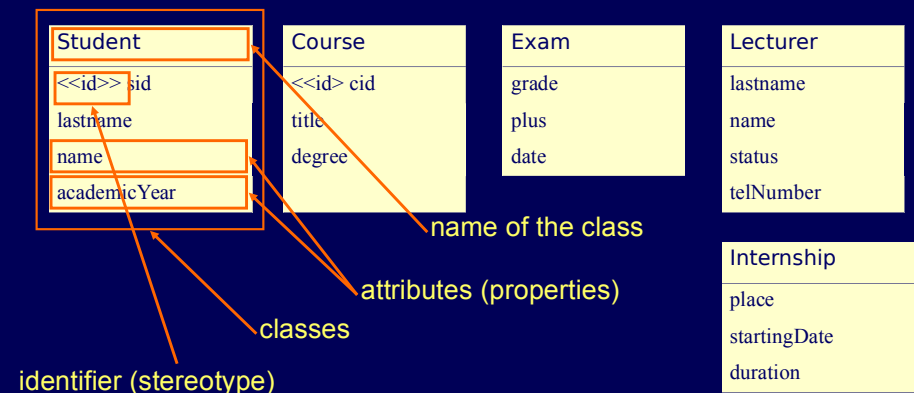 Student
<<id>> sid
lastname
name
academicYear
Course
<<id> cid
title
degree
Exam
grade
plus
date
Lecturer
lastname
name
status
telNumber
Internship
place
startingDate
duration
name of the class
attributes (properties)
classes
identifier (stereotype)